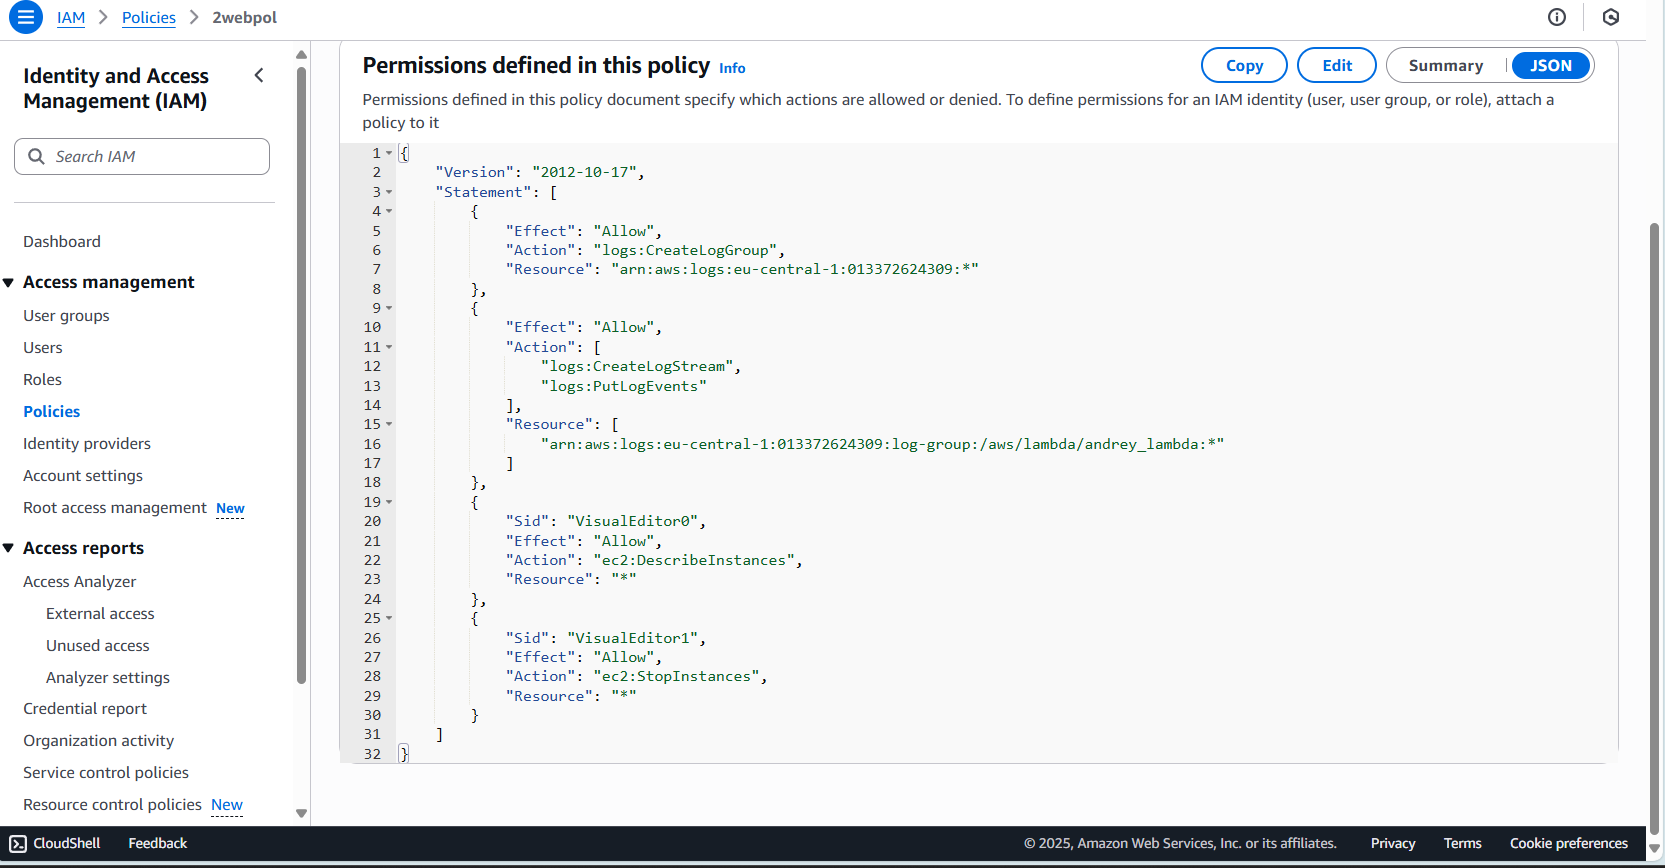 IAM > Policies > 2webpol
Identity and Access
Management (IAM)
Search IAM
Dashboard
Access management
User groups
Users
Roles
Policies
Identity providers
Account settings
Root access management New
Access reports
Access Analyzer
External access
Unused access
Analyzer settings
Credential report
Organization activity
Service control policies
Resource control policies New
Permissions defined in this policy Info
Copy Edit Summary JSON
Permissions defined in this policy document specify which actions are allowed or denied. To define permissions for an IAM identity (user, user group, or role), attach a
policy to it
1 {
2 "Version": "2012-10-17",
3 "Statement": [
4 {
5 "Effect": "Allow",
6 "Action": "logs:CreateLogGroup",
7 "Resource": "arn:aws:logs:eu-central-1:013372624309:*"
8 },
9 {
10 "Effect": "Allow",
11 "Action": [
12 "logs:CreateLogStream",
13 "logs:PutLogEvents"
14 ],
15 "Resource": [
16 "arn:aws:logs:eu-central-1:013372624309:log-group:/aws/lambda/andrey_lambda:*"
17 ]
18 },
19 {
20 "Sid": "VisualEditor0",
21 "Effect": "Allow",
22 "Action": "ec2:DescribeInstances",
23 "Resource": "*"
24 },
25 {
26 "Sid": "VisualEditor1",
27 "Effect": "Allow",
28 "Action": "ec2:StopInstances",
29 "Resource": "*"
30 }
31 ]
32 }
CloudShell Feedback © 2025, Amazon Web Services, Inc. or its affiliates. Privacy Terms Cookie preferences